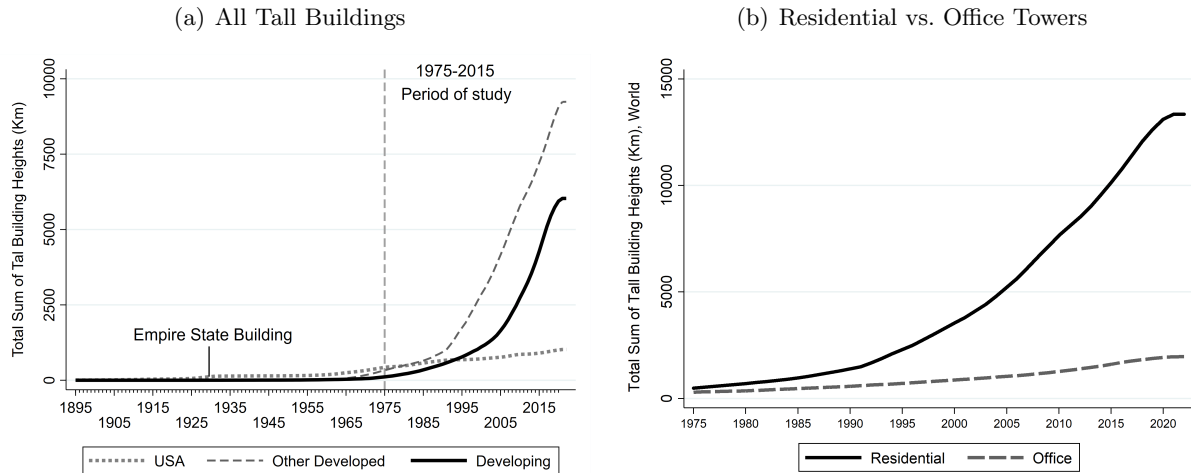 (a) All Tall Buildings
Total Sum of Tal Building Heights (Km)
10000
7500
5000
2500
0
1975-2015
Period of study
Empire State Building
1895 1915 1935 1955 1975 1995 2015
1905 1925 1945 1965 1985 2005
USA Other Developed Developing
(b) Residential vs. Office Towers
Total Sum of Tall Building Heights (Km), World
15000
10000
5000
0
1975 1980 1985 1990 1995 2000 2005 2010 2015 2020
Residential Office